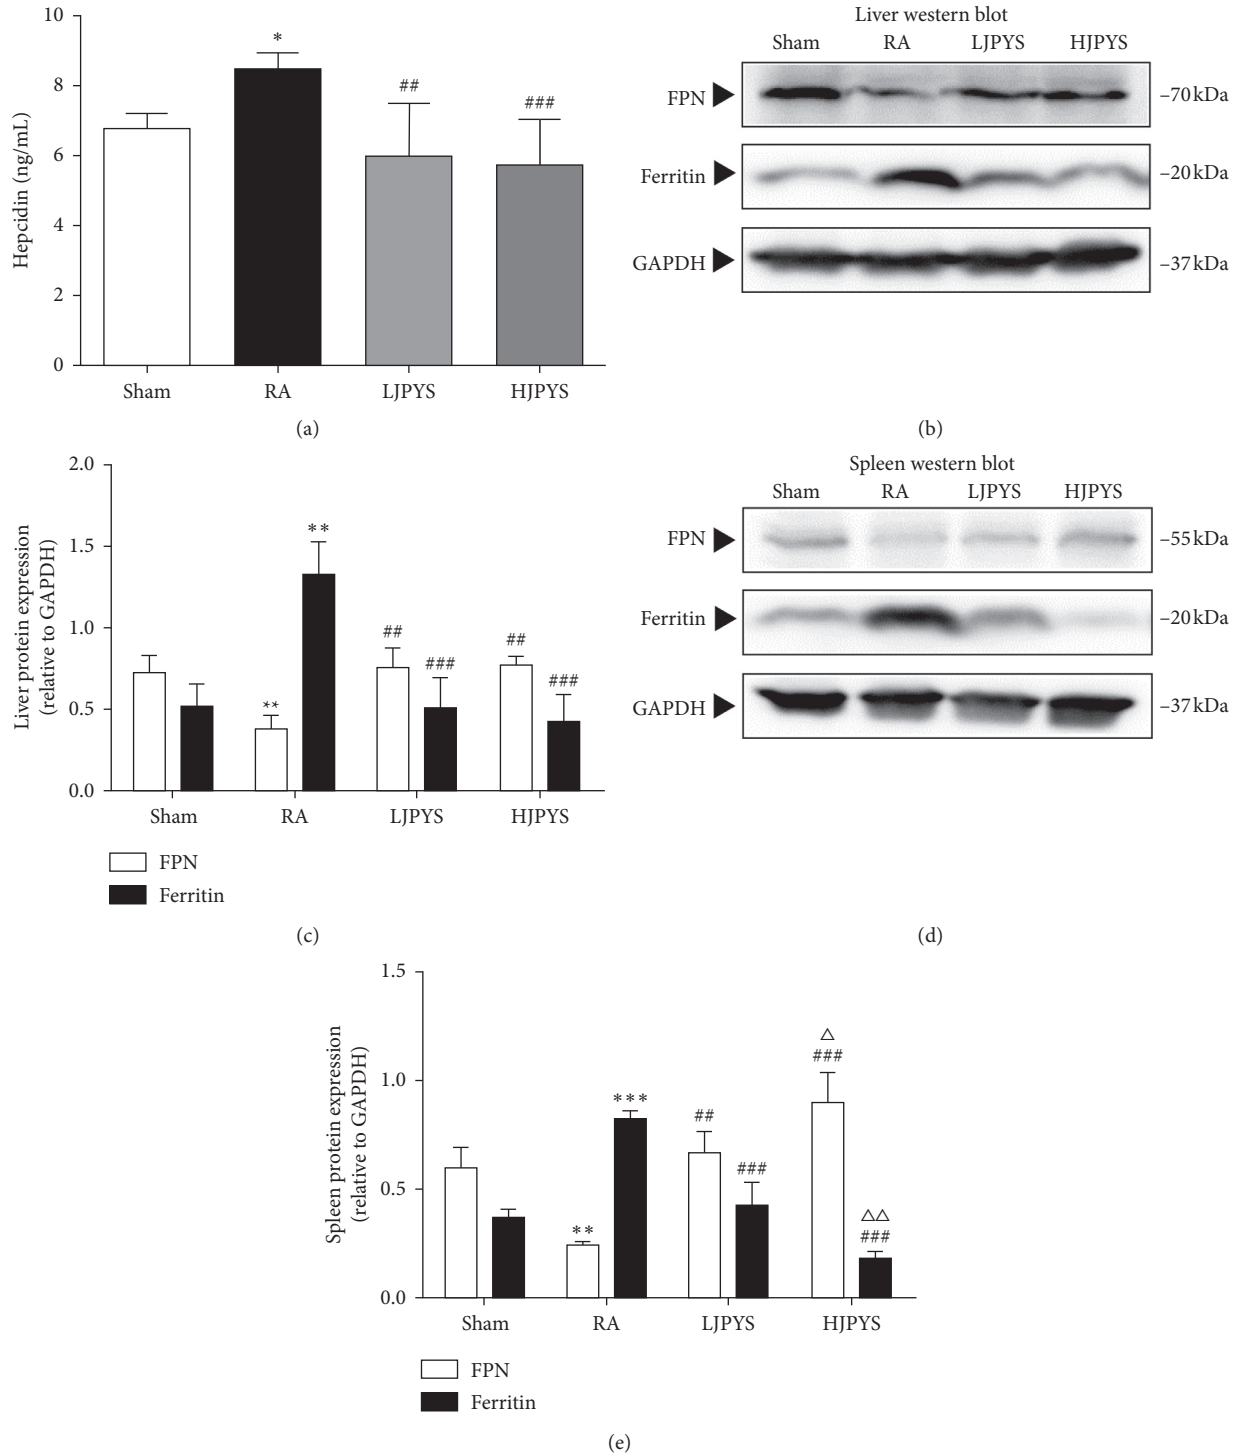 10
8
6
4
2
0
Hepcidin (ng/mL)
*
##
###
Sham RA LJPYS HJPYS
(a)
Liver western blot
Sham RA LJPYS HJPYS
FPN –70 kDa
Ferritin –20 kDa
GAPDH –37 kDa
(b)
2.0
1.5
1.0
0.5
0.0
Liver protein expression
(relative to GAPDH)
**
**
##
###
##
###
Sham RA LJPYS HJPYS
FPN
Ferritin
(c)
Spleen western blot
Sham RA LJPYS HJPYS
FPN –55 kDa
Ferritin –20 kDa
GAPDH –37 kDa
(d)
1.5
1.0
0.5
0.0
Spleen protein expression
(relative to GAPDH)
**
***
##
###
△
###
△△
###
Sham RA LJPYS HJPYS
FPN
Ferritin
(e)